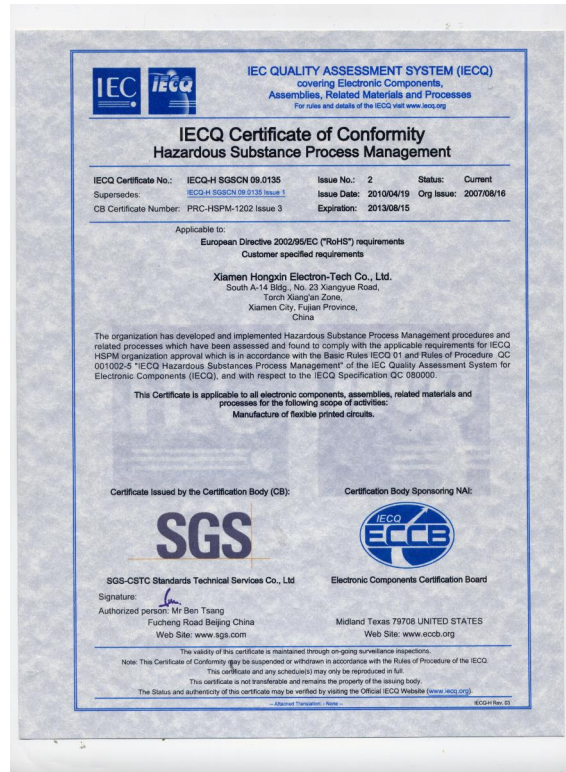 IEC
IECQ
IEC QUALITY ASSESSMENT SYSTEM (IECQ)
covering Electronic Components,
Assemblies, Related Materials and Processes
For rules and details of the IECQ visit www.iecq.org
IECQ Certificate of Conformity
Hazardous Substance Process Management
IECQ Certificate No.: IECQ-H SGSCN 09.0135 Issue No.: 2 Status: Current
Supersedes: IECQ-H SGSCN 09.0135 Issue 1 Issue Date: 2010/04/19 Org Issue: 2007/08/16
CB Certificate Number: PRC-HSPM-1202 Issue 3 Expiration: 2013/08/15
Applicable to:
European Directive 2002/95/EC ("RoHS") requirements
Customer specified requirements
Xiamen Hongxin Electron-Tech Co., Ltd.
South A-14 Bldg., No. 23 Xiangyue Road,
Torch Xiang'an Zone,
Xiamen City, Fujian Province,
China
The organization has developed and implemented Hazardous Substance Process Management procedures and
related processes which have been assessed and found to comply with the applicable requirements for IECQ
HSPM organization approval which is in accordance with the Basic Rules IECQ 01 and Rules of Procedure QC
001002-5 "IECQ Hazardous Substances Process Management" of the IEC Quality Assessment System for
Electronic Components (IECQ), and with respect to the IECQ Specification QC 080000.
This Certificate is applicable to all electronic components, assemblies, related materials and
processes for the following scope of activities:
Manufacture of flexible printed circuits.
Certificate Issued by the Certification Body (CB): Certification Body Sponsoring NAI:
SGS
IECQ
ECCB
SGS-CSTC Standards Technical Services Co., Ltd Electronic Components Certification Board
Signature:
Authorized person: Mr Ben Tsang
Fucheng Road Beijing China Midland Texas 79708 UNITED STATES
Web Site: www.sgs.com Web Site: www.eccb.org
The validity of this certificate is maintained through on-going surveillance inspections.
Note: This Certificate of Conformity may be suspended or withdrawn in accordance with the Rules of Procedure of the IECQ.
This certificate and any schedule(s) may only be reproduced in full.
This certificate is not transferable and remains the property of the issuing body.
The Status and authenticity of this certificate may be verified by visiting the Official IECQ Website (www.iecq.org).
-- Attained Translation: - None --
IECQ-H Rev. 03